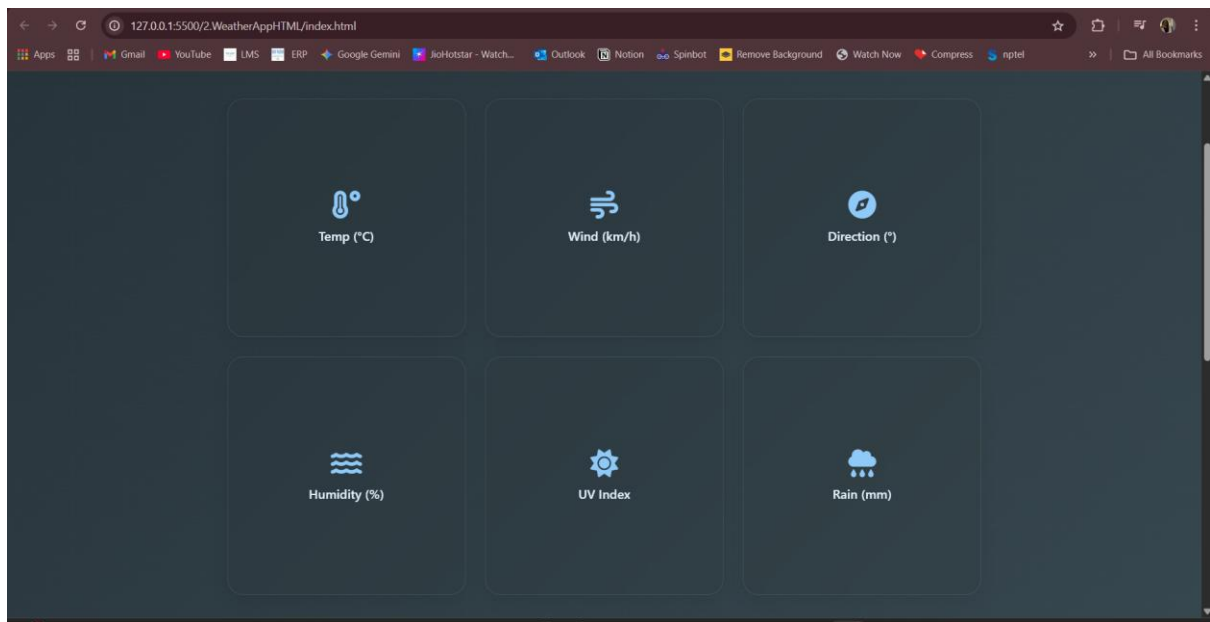 127.0.0.1:5500/2.WeatherAppHTML/index.html
Apps Gmail YouTube LMS ERP Google Gemini JioHotstar - Watch... Outlook Notion Spinbot Remove Background Watch Now Compress nptel » All Bookmarks
Temp (°C) Wind (km/h) Direction (°)
Humidity (%) UV Index Rain (mm)